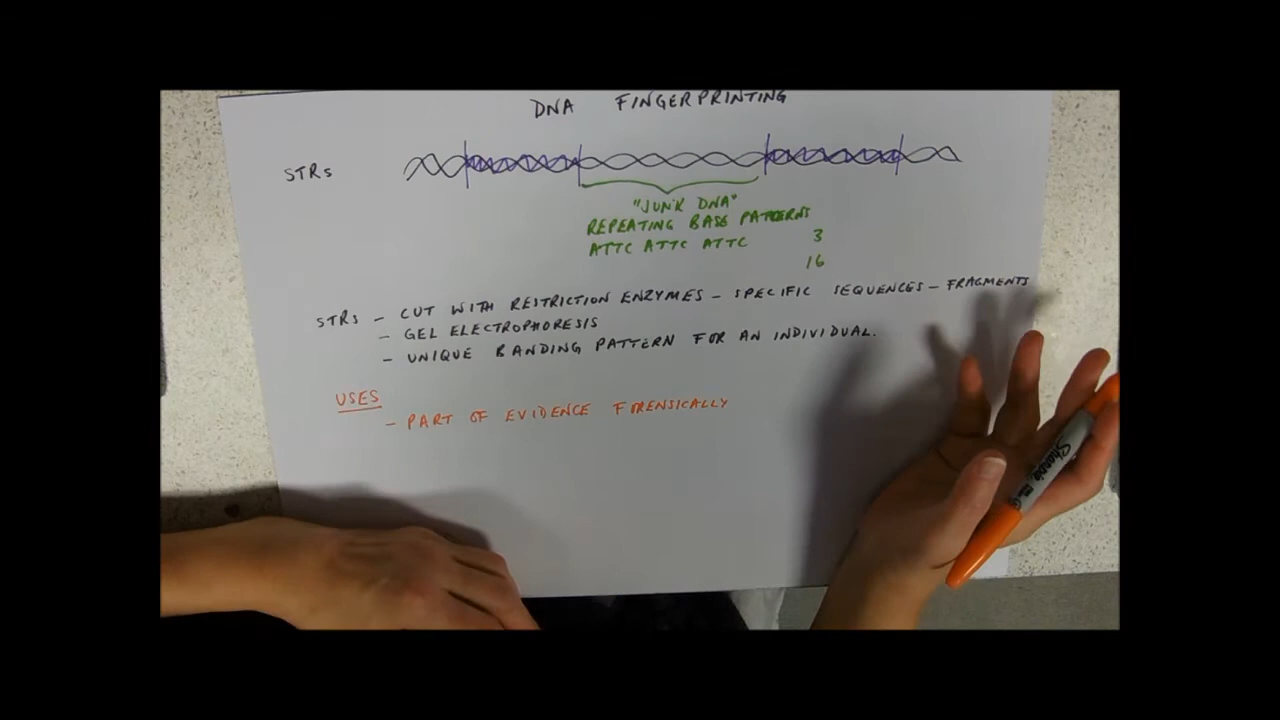 DNA FINGERPRINTING
STRs
"JUNK DNA"
REPEATING BASE PATTERNS
ATTC ATTC ATTC 3
16
STRs - CUT WITH RESTRICTION ENZYMES - SPECIFIC SEQUENCES - FRAGMENTS
- GEL ELECTROPHORESIS
- UNIQUE BANDING PATTERN FOR AN INDIVIDUAL.
USES
- PART OF EVIDENCE FORENSICALLY
Sharpie